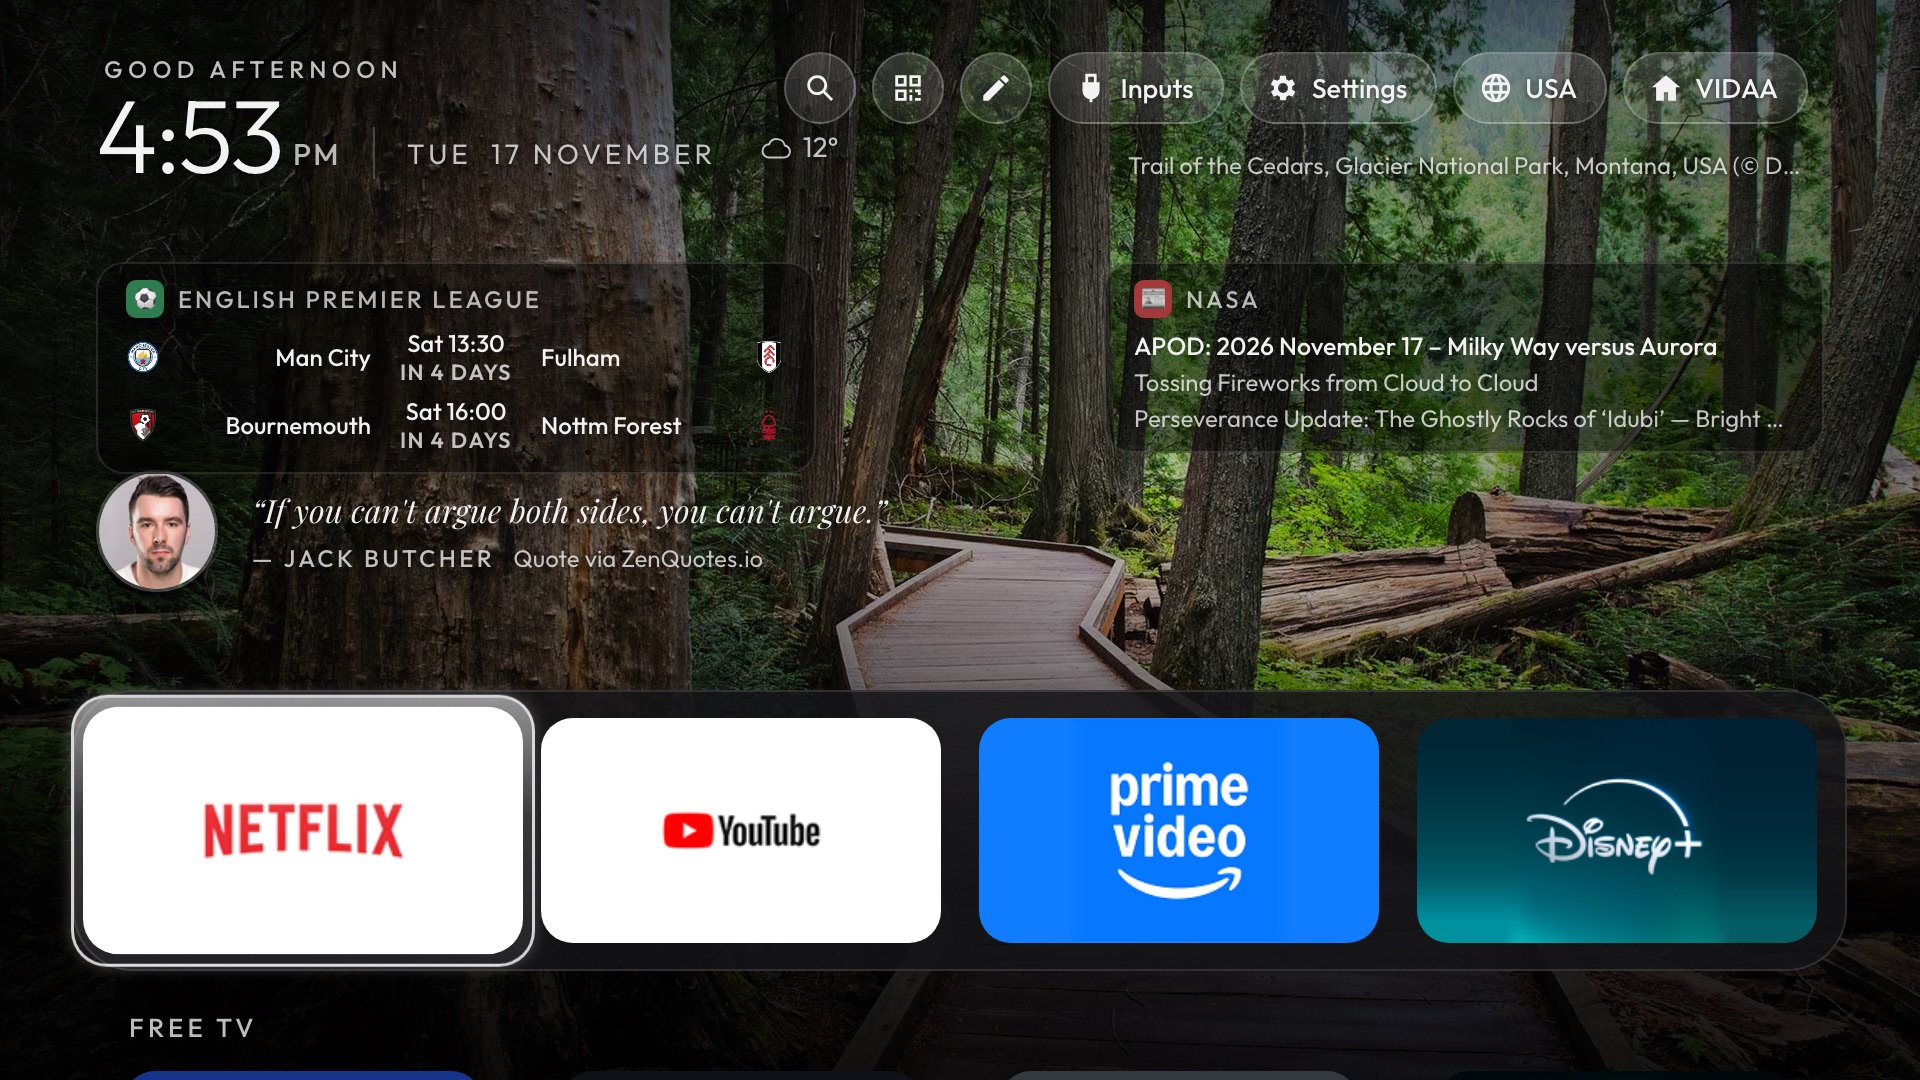 GOOD AFTERNOON
4:53 PM
TUE 17 NOVEMBER
12°
Inputs
Settings
USA
VIDAA
Trail of the Cedars, Glacier National Park, Montana, USA (© D...
ENGLISH PREMIER LEAGUE
Man City Sat 13:30 Fulham
IN 4 DAYS
Bournemouth Sat 16:00 Nottm Forest
IN 4 DAYS
NASA
APOD: 2026 November 17 – Milky Way versus Aurora
Tossing Fireworks from Cloud to Cloud
Perseverance Update: The Ghostly Rocks of ‘Idubi’ — Bright ...
“If you can't argue both sides, you can't argue.”
— JACK BUTCHER Quote via ZenQuotes.io
NETFLIX
YouTube
prime
video
Disney+
FREE TV